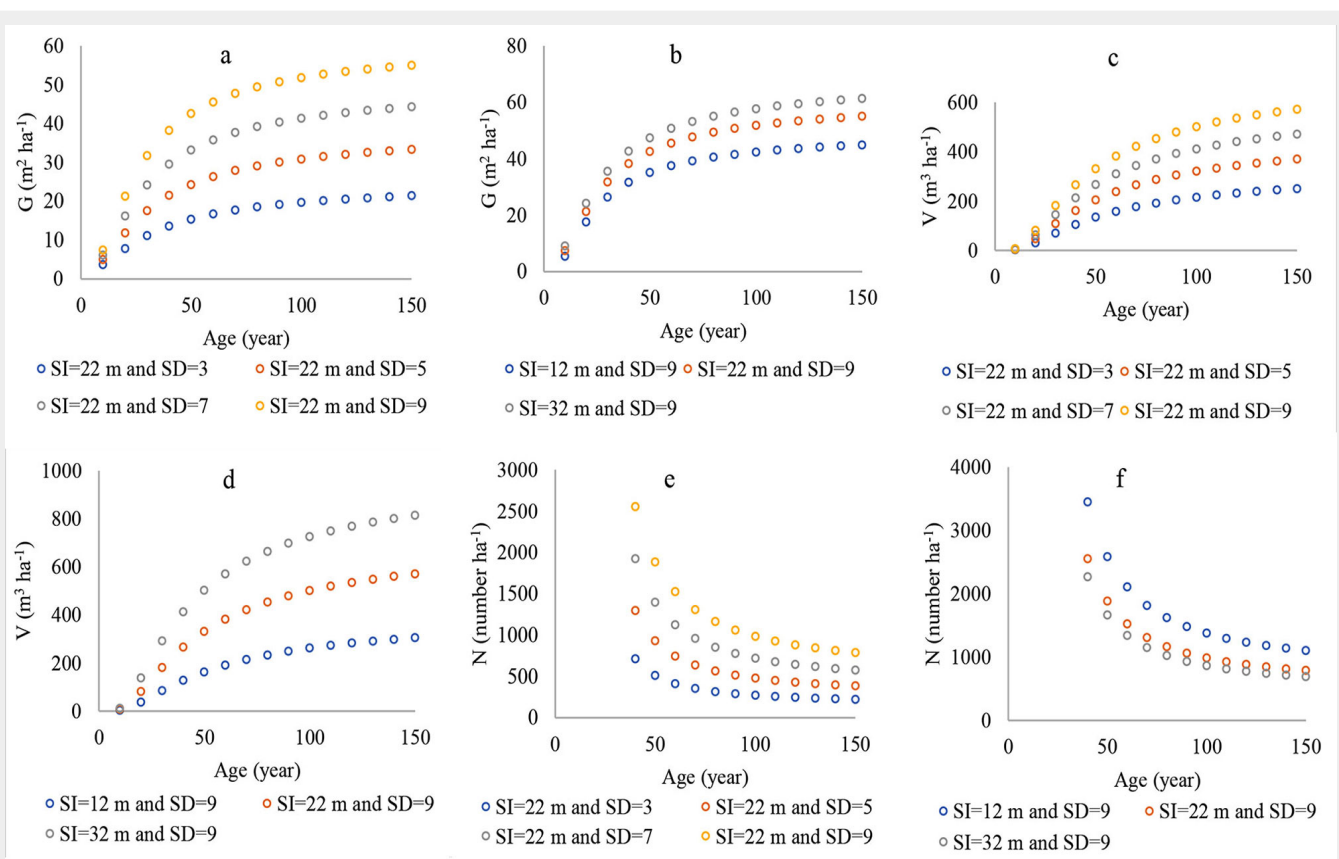 a
G (m² ha⁻¹)
60
50
40
30
20
10
0
0 50 100 150
Age (year)
SI=22 m and SD=3 SI=22 m and SD=5
SI=22 m and SD=7 SI=22 m and SD=9
b
G (m² ha⁻¹)
80
60
40
20
0
0 50 100 150
Age (year)
SI=12 m and SD=9 SI=22 m and SD=9
SI=32 m and SD=9
c
V (m³ ha⁻¹)
600
400
200
0
0 50 100 150
Age (year)
SI=22 m and SD=3 SI=22 m and SD=5
SI=22 m and SD=7 SI=22 m and SD=9
d
V (m³ ha⁻¹)
1000
800
600
400
200
0
0 50 100 150
Age (year)
SI=12 m and SD=9 SI=22 m and SD=9
SI=32 m and SD=9
e
N (number ha⁻¹)
3000
2500
2000
1500
1000
500
0
0 50 100 150
Age (year)
SI=22 m and SD=3 SI=22 m and SD=5
SI=22 m and SD=7 SI=22 m and SD=9
f
N (number ha⁻¹)
4000
3000
2000
1000
0
0 50 100 150
Age (year)
SI=12 m and SD=9 SI=22 m and SD=9
SI=32 m and SD=9